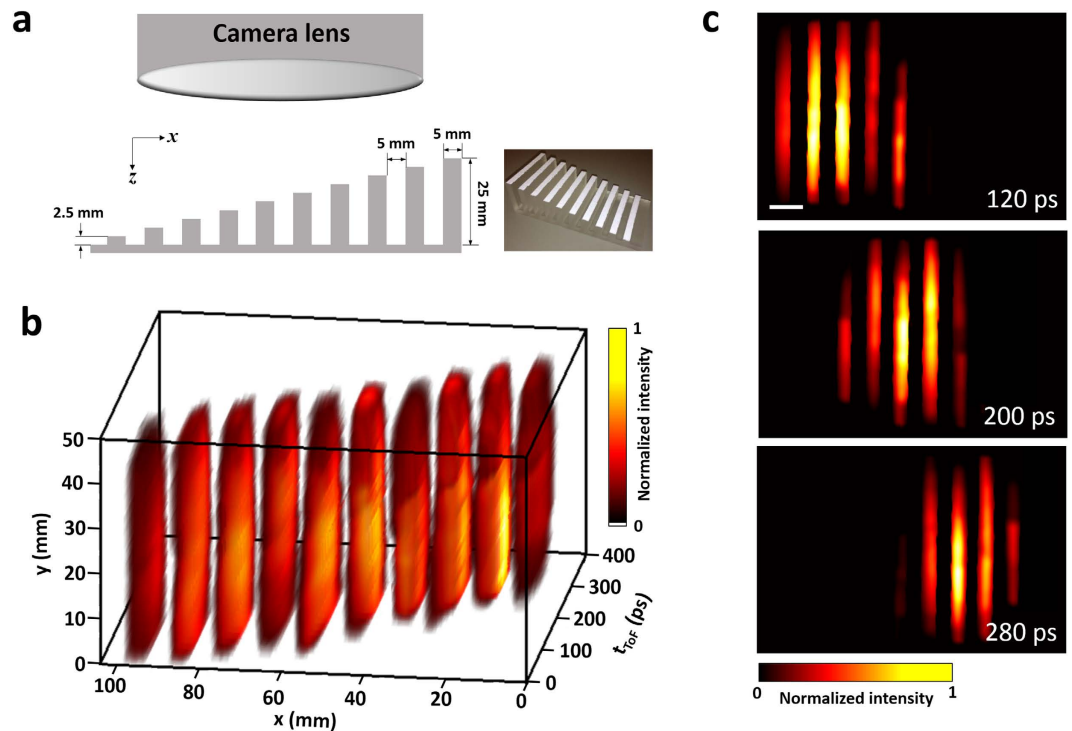 a
Camera lens
x
z
5 mm
5 mm
25 mm
2.5 mm
b
1
Normalized intensity
0
50
40
30
20
10
0
y (mm)
100
80
60
40
20
0
x (mm)
0
100
200
300
400
tToF (ps)
c
120 ps
200 ps
280 ps
0
1
Normalized intensity